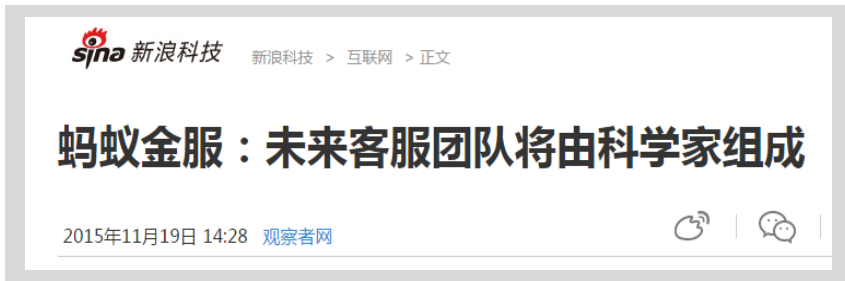 sina 新浪科技 新浪科技 > 互联网 > 正文
蚂蚁金服：未来客服团队将由科学家组成
2015年11月19日 14:28 观察者网